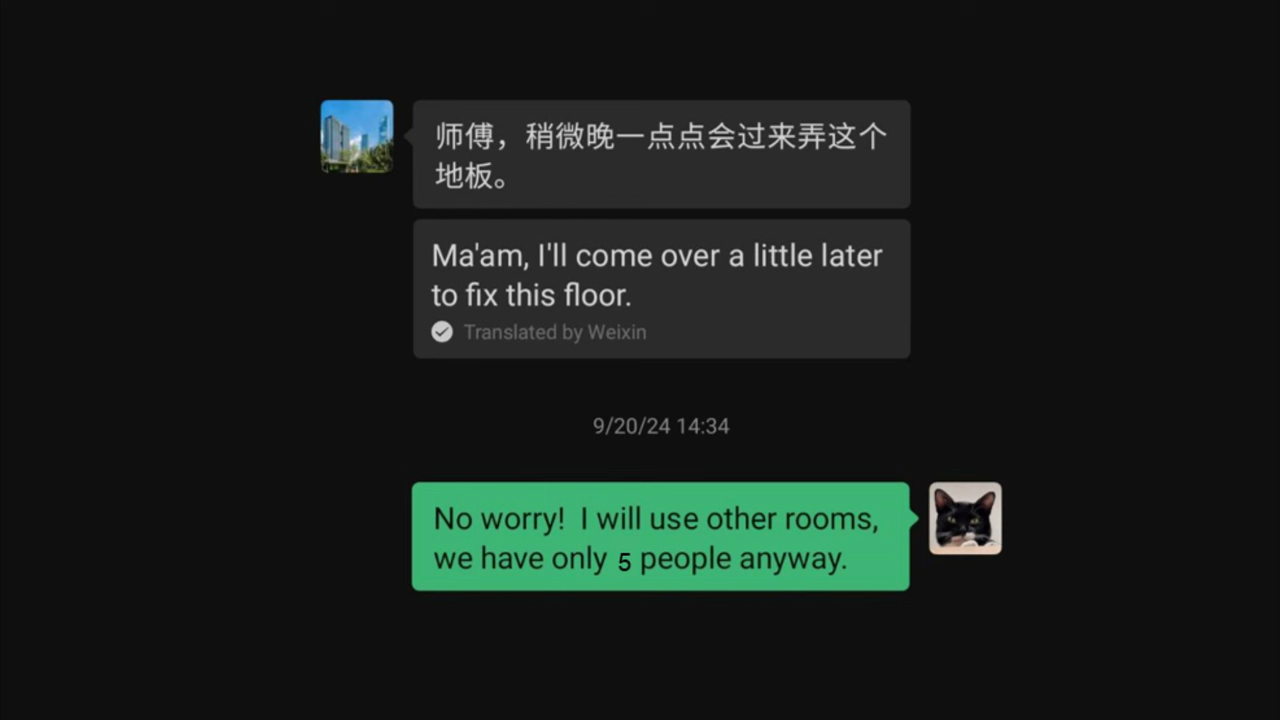 师傅，稍微晚一点点会过来弄这个
地板。
Ma'am, I'll come over a little later
to fix this floor.
Translated by Weixin
9/20/24 14:34
No worry!  I will use other rooms,
we have only 5 people anyway.